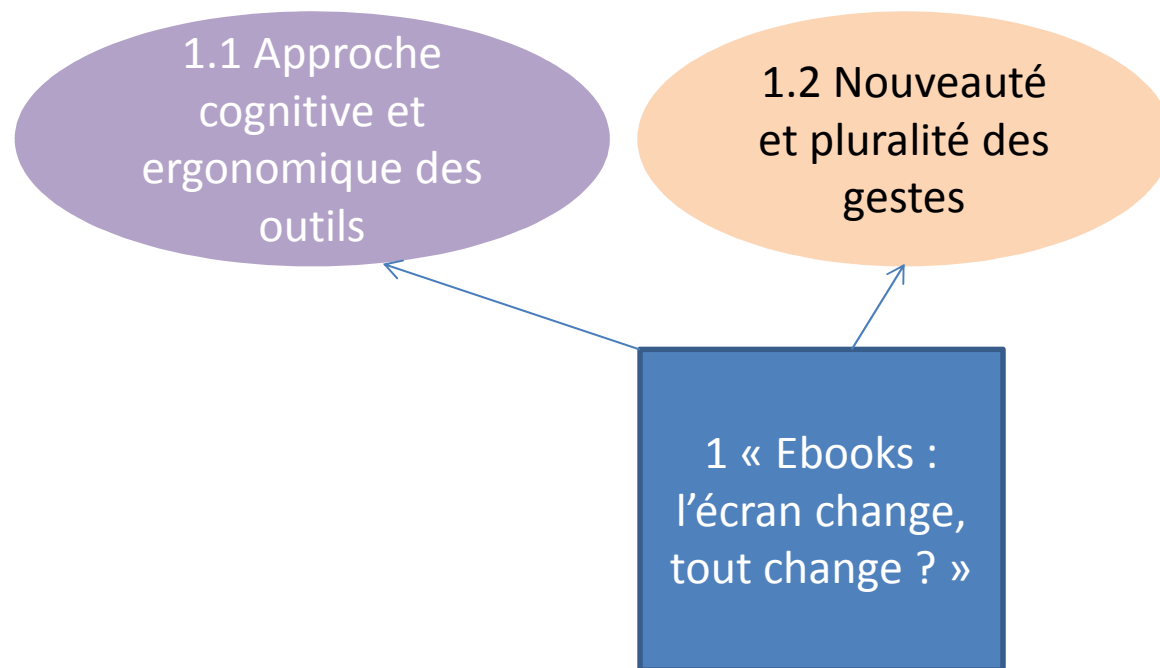 1.1 Approche
cognitive et
ergonomique des
outils
1.2 Nouveauté
et pluralité des
gestes
1 « Ebooks :
l’écran change,
tout change ? »